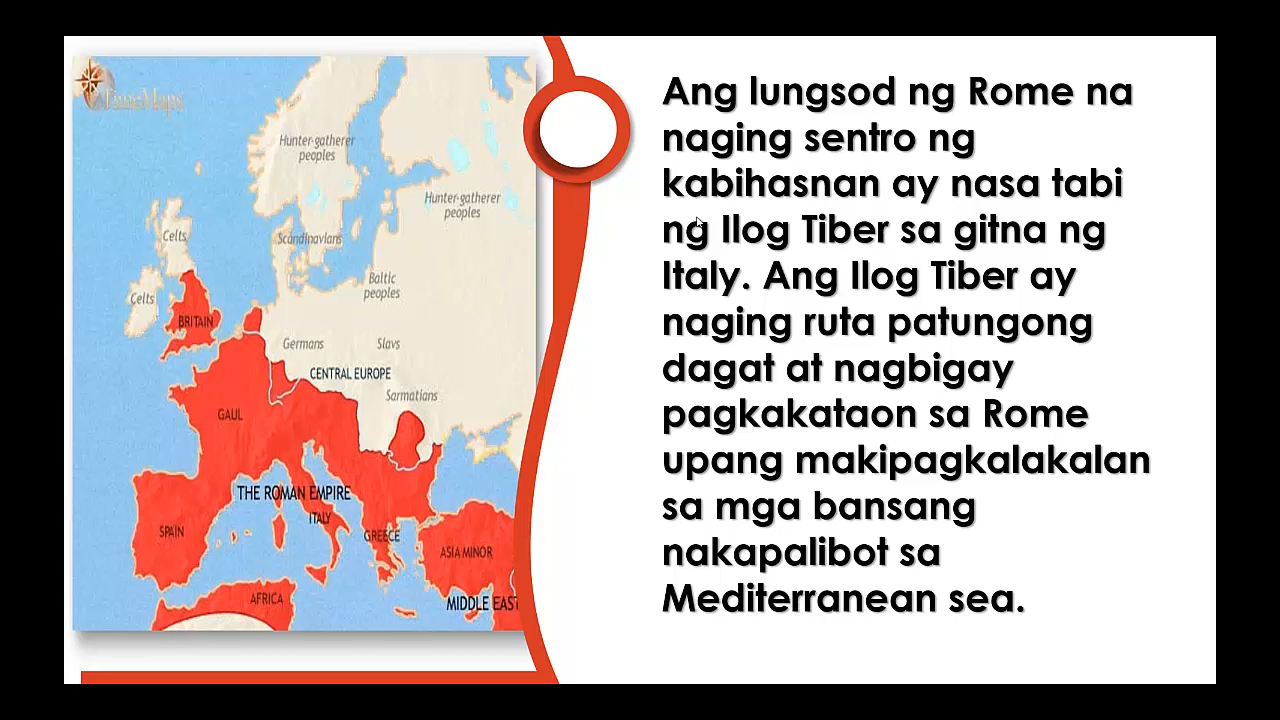 TimeMaps
Hunter-gatherer
peoples
Hunter-gatherer
peoples
Celts
Scandinavians
Baltic
peoples
Celts
BRITAIN
Germans
Slavs
CENTRAL EUROPE
Sarmatians
GAUL
THE ROMAN EMPIRE
ITALY
SPAIN
GREECE
ASIA MINOR
AFRICA
MIDDLE EAST
Ang lungsod ng Rome na
naging sentro ng
kabihasnan ay nasa tabi
ng Ilog Tiber sa gitna ng
Italy. Ang Ilog Tiber ay
naging ruta patungong
dagat at nagbigay
pagkakataon sa Rome
upang makipagkalakalan
sa mga bansang
nakapalibot sa
Mediterranean sea.